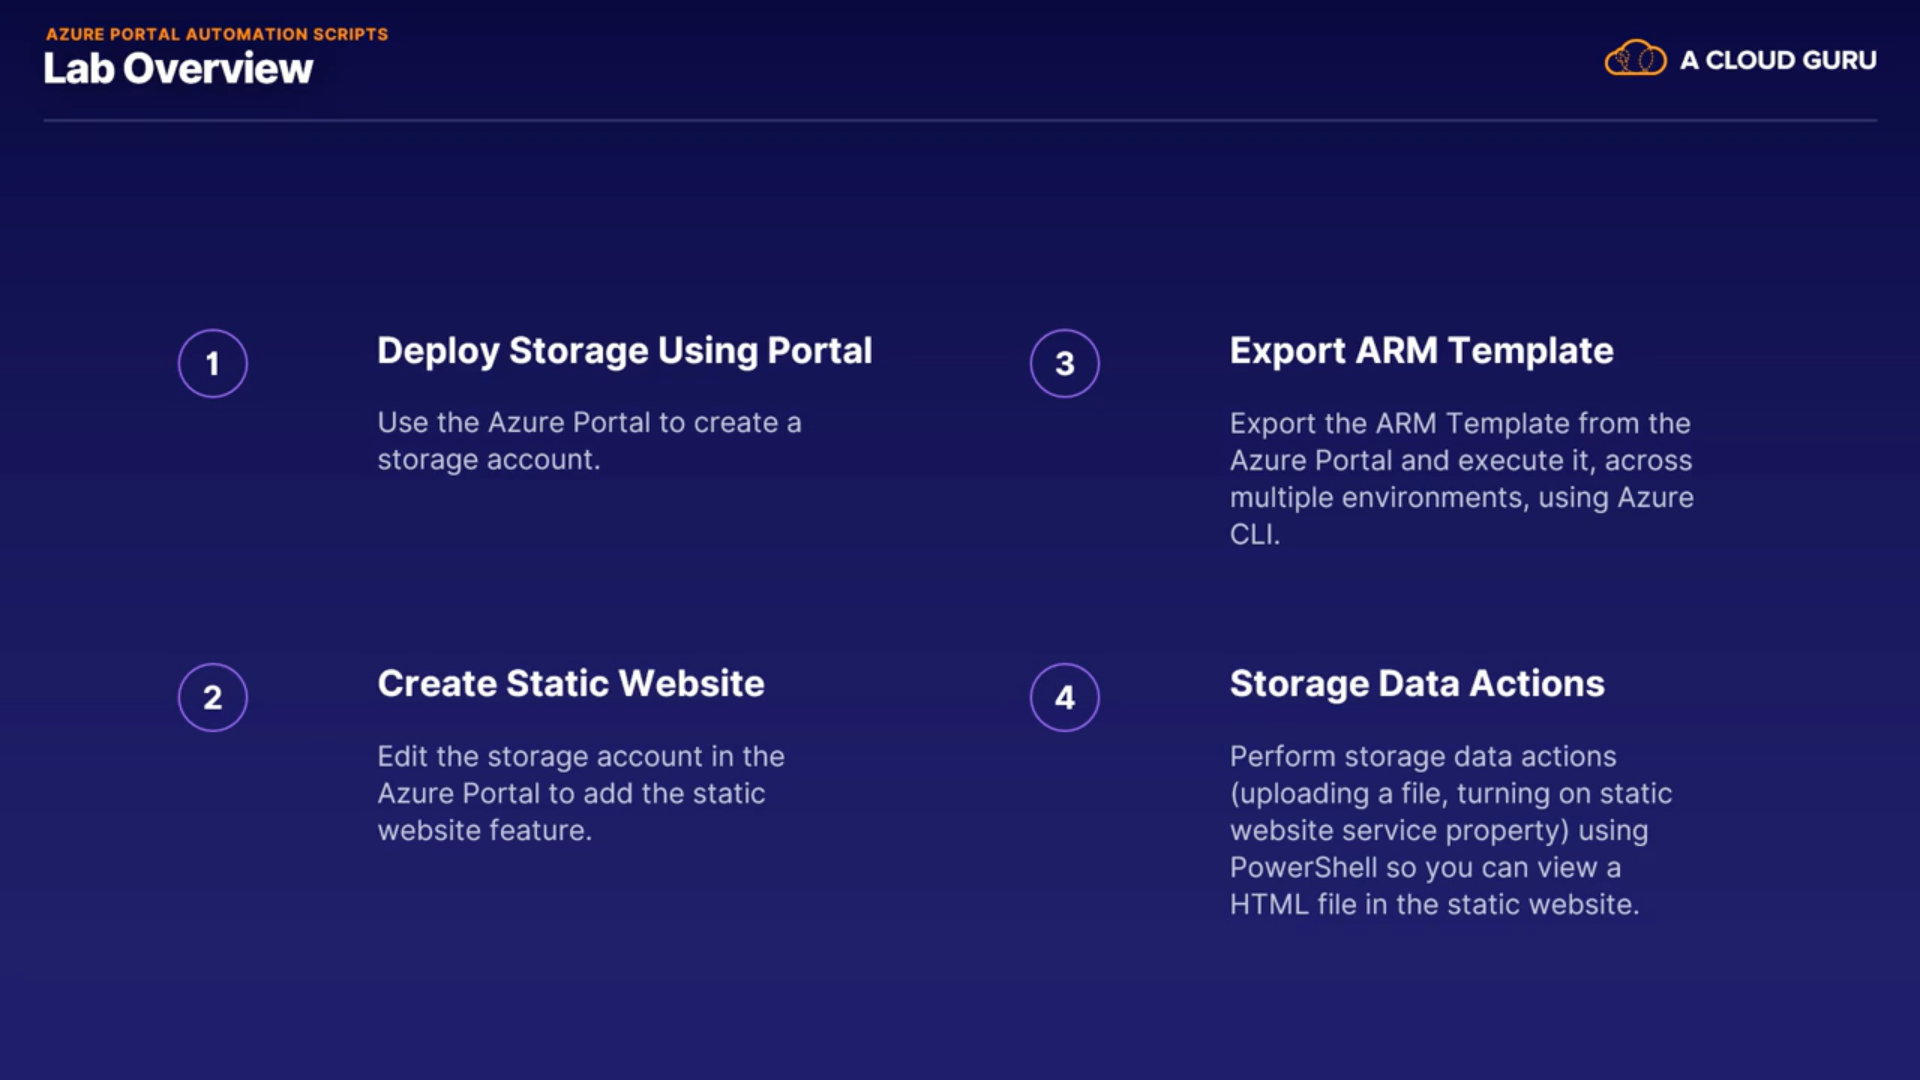 AZURE PORTAL AUTOMATION SCRIPTS
Lab Overview
A CLOUD GURU
1
Deploy Storage Using Portal
Use the Azure Portal to create a
storage account.
2
Create Static Website
Edit the storage account in the
Azure Portal to add the static
website feature.
3
Export ARM Template
Export the ARM Template from the
Azure Portal and execute it, across
multiple environments, using Azure
CLI.
4
Storage Data Actions
Perform storage data actions
(uploading a file, turning on static
website service property) using
PowerShell so you can view a
HTML file in the static website.